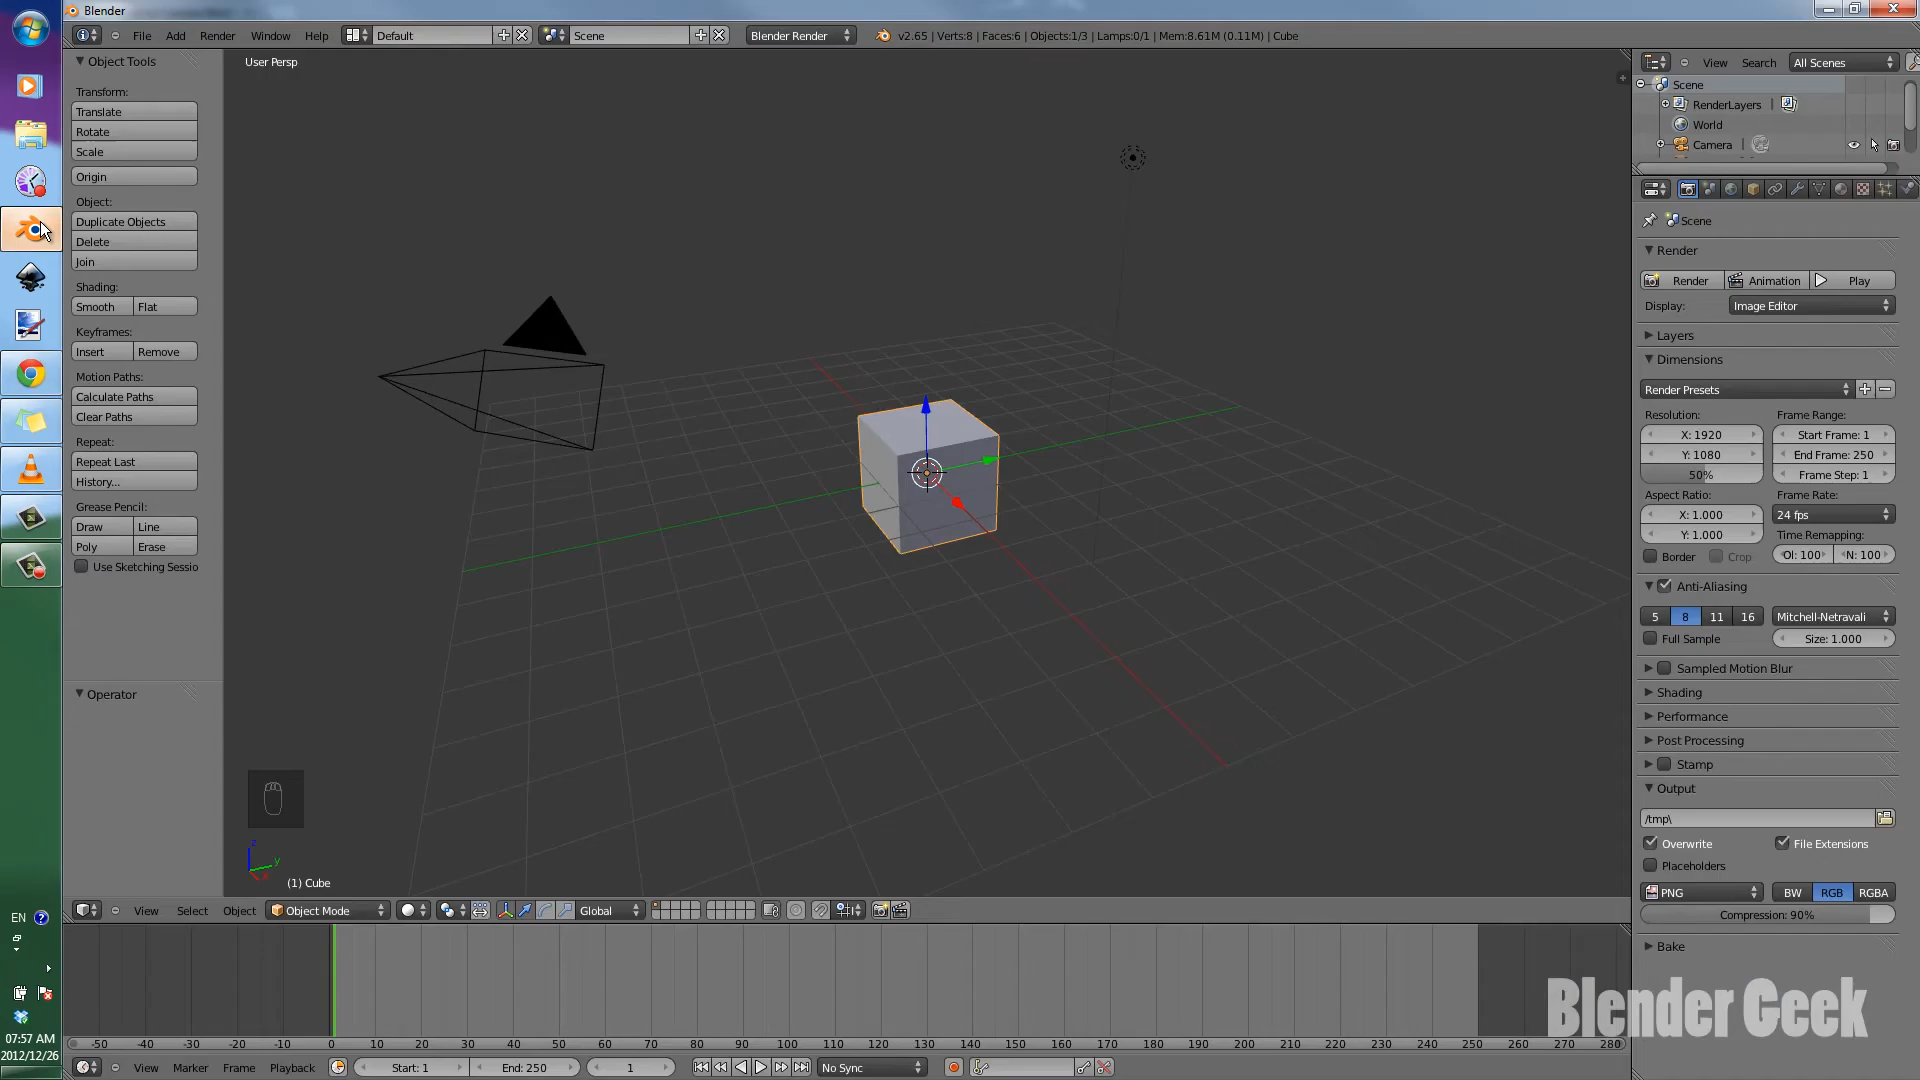 Blender
File Add Render Window Help
Default
Scene
Blender Render
v2.65 | Verts:8 | Faces:6 | Objects:1/3 | Lamps:0/1 | Mem:8.61M (0.11M) | Cube
Object Tools
Transform:
Translate
Rotate
Scale
Origin
Object:
Duplicate Objects
Delete
Join
Shading:
Smooth Flat
Keyframes:
Insert Remove
Motion Paths:
Calculate Paths
Clear Paths
Repeat:
Repeat Last
History...
Grease Pencil:
Draw Line
Poly Erase
Use Sketching Sessio
Operator
User Persp
z
y
x
(1) Cube
View Select Object Object Mode Global
-50 -40 -30 -20 -10 0 10 20 30 40 50 60 70 80 90 100 110 120 130 140 150 160 170 180 190 200 210 220 230 240 250 260 270 280
View Marker Frame Playback Start: 1 End: 250 1 No Sync
View Search All Scenes
Scene
RenderLayers |
World
Camera |
Scene
Render
Render Animation Play
Display: Image Editor
Layers
Dimensions
Render Presets
Resolution: Frame Range:
X: 1920 Start Frame: 1
Y: 1080 End Frame: 250
50% Frame Step: 1
Aspect Ratio: Frame Rate:
X: 1.000 24 fps
Y: 1.000 Time Remapping:
Border Crop Ol: 100 N: 100
Anti-Aliasing
5 8 11 16 Mitchell-Netravali
Full Sample Size: 1.000
Sampled Motion Blur
Shading
Performance
Post Processing
Stamp
Output
/tmp\
Overwrite File Extensions
Placeholders
PNG BW RGB RGBA
Compression: 90%
Bake
Blender Geek
EN
07:57 AM
2012/12/26